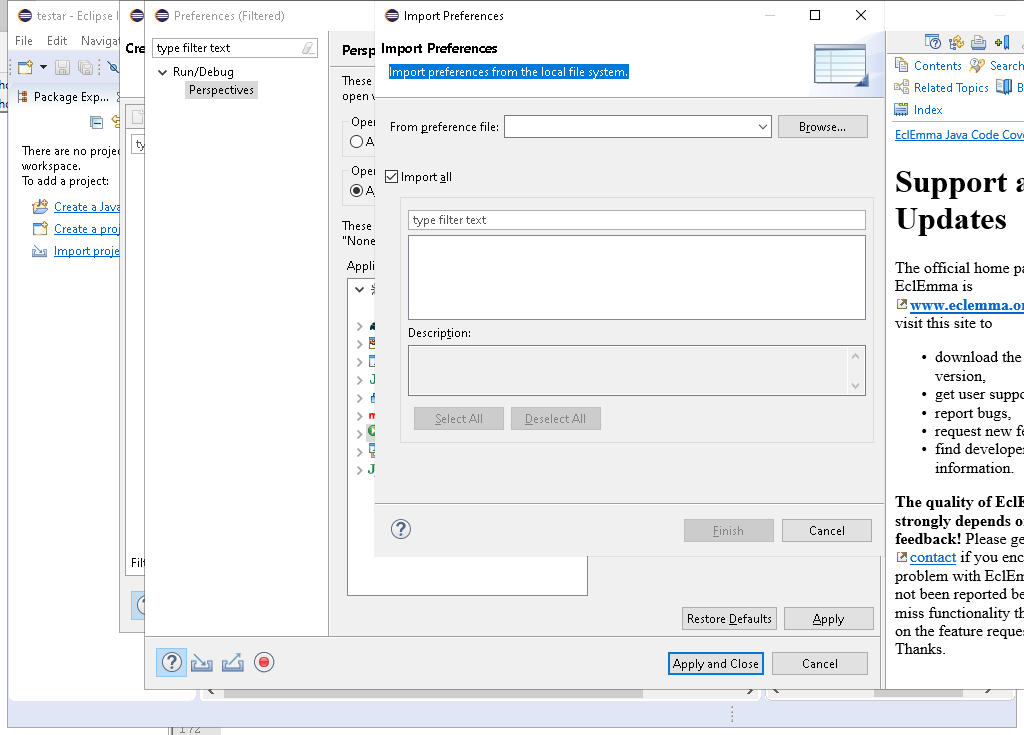 testar - Eclipse I
Preferences (Filtered)
Import Preferences
File Edit Navigat
Cre
type filter text
Run/Debug
Perspectives
Persp
These
open
Oper
A
Oper
A
These
"None
Appli
Import Preferences
Import preferences from the local file system.
From preference file:
Browse...
Import all
type filter text
Description:
Select All
Deselect All
Finish
Cancel
Package Exp...
There are no projec
workspace.
To add a project:
Create a Java
Create a proj
Import proje
ty
Filt
Restore Defaults
Apply
Apply and Close
Cancel
Contents
Search
Related Topics
B
Index
EclEmma Java Code Cove
Support a
Updates
The official home pa
EclEmma is
www.eclemma.or
visit this site to
• download the
version,
• get user suppo
• report bugs,
• request new fe
• find developer
information.
The quality of EclE
strongly depends o
feedback! Please ge
contact if you enc
problem with EclEm
not been reported be
miss functionality th
on the feature reques
Thanks.
172